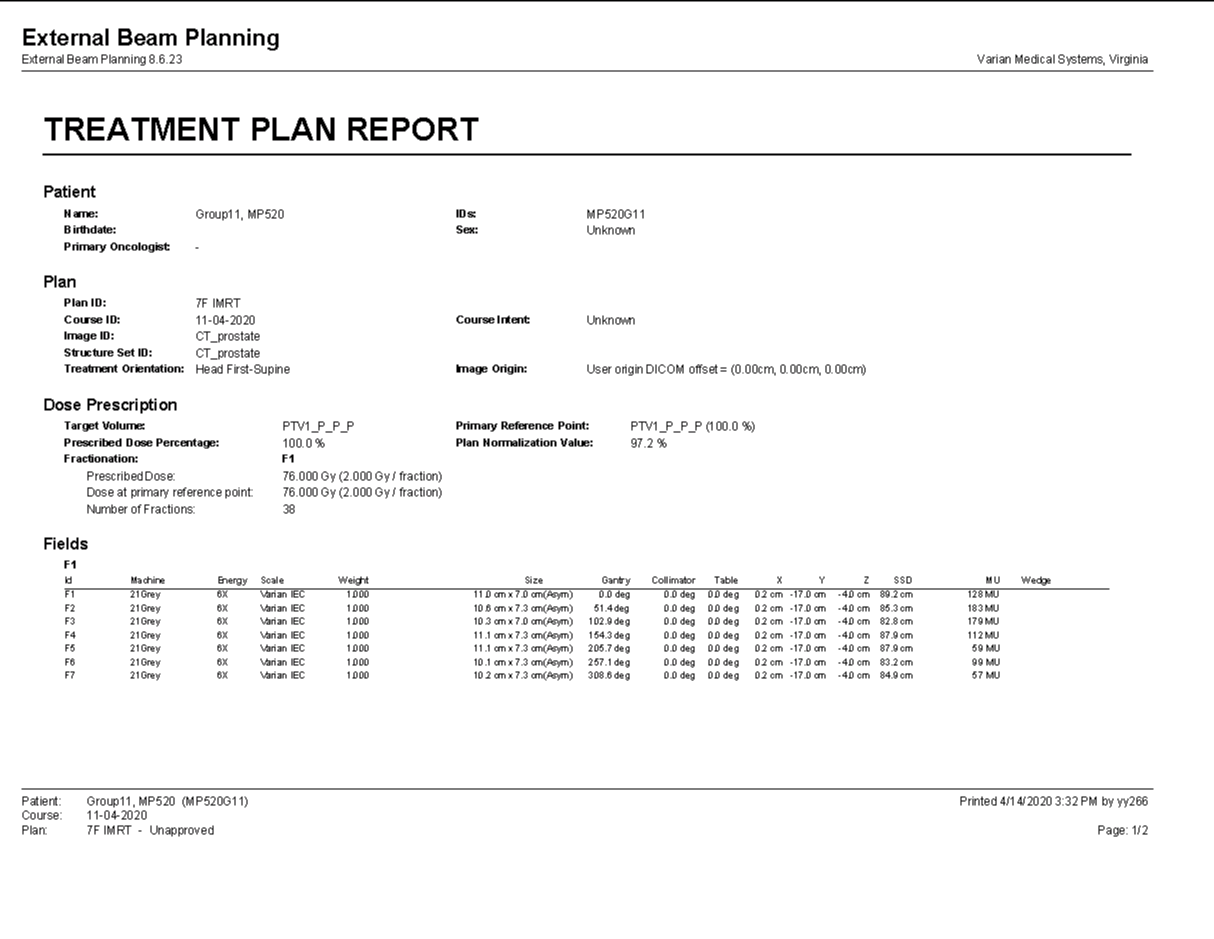 External Beam Planning
External Beam Planning 8.6.23 Varian Medical Systems, Virginia
TREATMENT PLAN REPORT
Patient
Name: Group11, MP520 IDs: MP520G11
Birthdate: Sex: Unknown
Primary Oncologist: -
Plan
Plan ID: 7F IMRT
Course ID: 11-04-2020 Course Intent: Unknown
Image ID: CT_prostate
Structure Set ID: CT_prostate
Treatment Orientation: Head First-Supine Image Origin: User origin DICOM offset = (0.00cm, 0.00cm, 0.00cm)
Dose Prescription
Target Volume: PTV1_P_P_P Primary Reference Point: PTV1_P_P_P (100.0 %)
Prescribed Dose Percentage: 100.0 % Plan Normalization Value: 97.2 %
Fractionation: F1
Prescribed Dose: 76.000 Gy (2.000 Gy / fraction)
Dose at primary reference point: 76.000 Gy (2.000 Gy / fraction)
Number of Fractions: 38
Fields
F1
Id Machine Energy Scale Weight Size Gantry Collimator Table X Y Z SSD MU Wedge
F1 21Grey 6X Varian IEC 1.000 11.0 cm x 7.0 cm(Asym) 0.0 deg 0.0 deg 0.0 deg 0.2 cm -17.0 cm -4.0 cm 89.2 cm 128 MU
F2 21Grey 6X Varian IEC 1.000 10.6 cm x 7.3 cm(Asym) 51.4 deg 0.0 deg 0.0 deg 0.2 cm -17.0 cm -4.0 cm 85.3 cm 183 MU
F3 21Grey 6X Varian IEC 1.000 10.3 cm x 7.0 cm(Asym) 102.9 deg 0.0 deg 0.0 deg 0.2 cm -17.0 cm -4.0 cm 82.8 cm 179 MU
F4 21Grey 6X Varian IEC 1.000 11.1 cm x 7.3 cm(Asym) 154.3 deg 0.0 deg 0.0 deg 0.2 cm -17.0 cm -4.0 cm 87.9 cm 112 MU
F5 21Grey 6X Varian IEC 1.000 11.1 cm x 7.3 cm(Asym) 205.7 deg 0.0 deg 0.0 deg 0.2 cm -17.0 cm -4.0 cm 87.9 cm 59 MU
F6 21Grey 6X Varian IEC 1.000 10.1 cm x 7.3 cm(Asym) 257.1 deg 0.0 deg 0.0 deg 0.2 cm -17.0 cm -4.0 cm 83.2 cm 99 MU
F7 21Grey 6X Varian IEC 1.000 10.2 cm x 7.3 cm(Asym) 308.6 deg 0.0 deg 0.0 deg 0.2 cm -17.0 cm -4.0 cm 84.9 cm 57 MU
Patient: Group11, MP520 (MP520G11) Printed 4/14/2020 3:32 PM by yy266
Course: 11-04-2020
Plan: 7F IMRT - Unapproved Page: 1/2